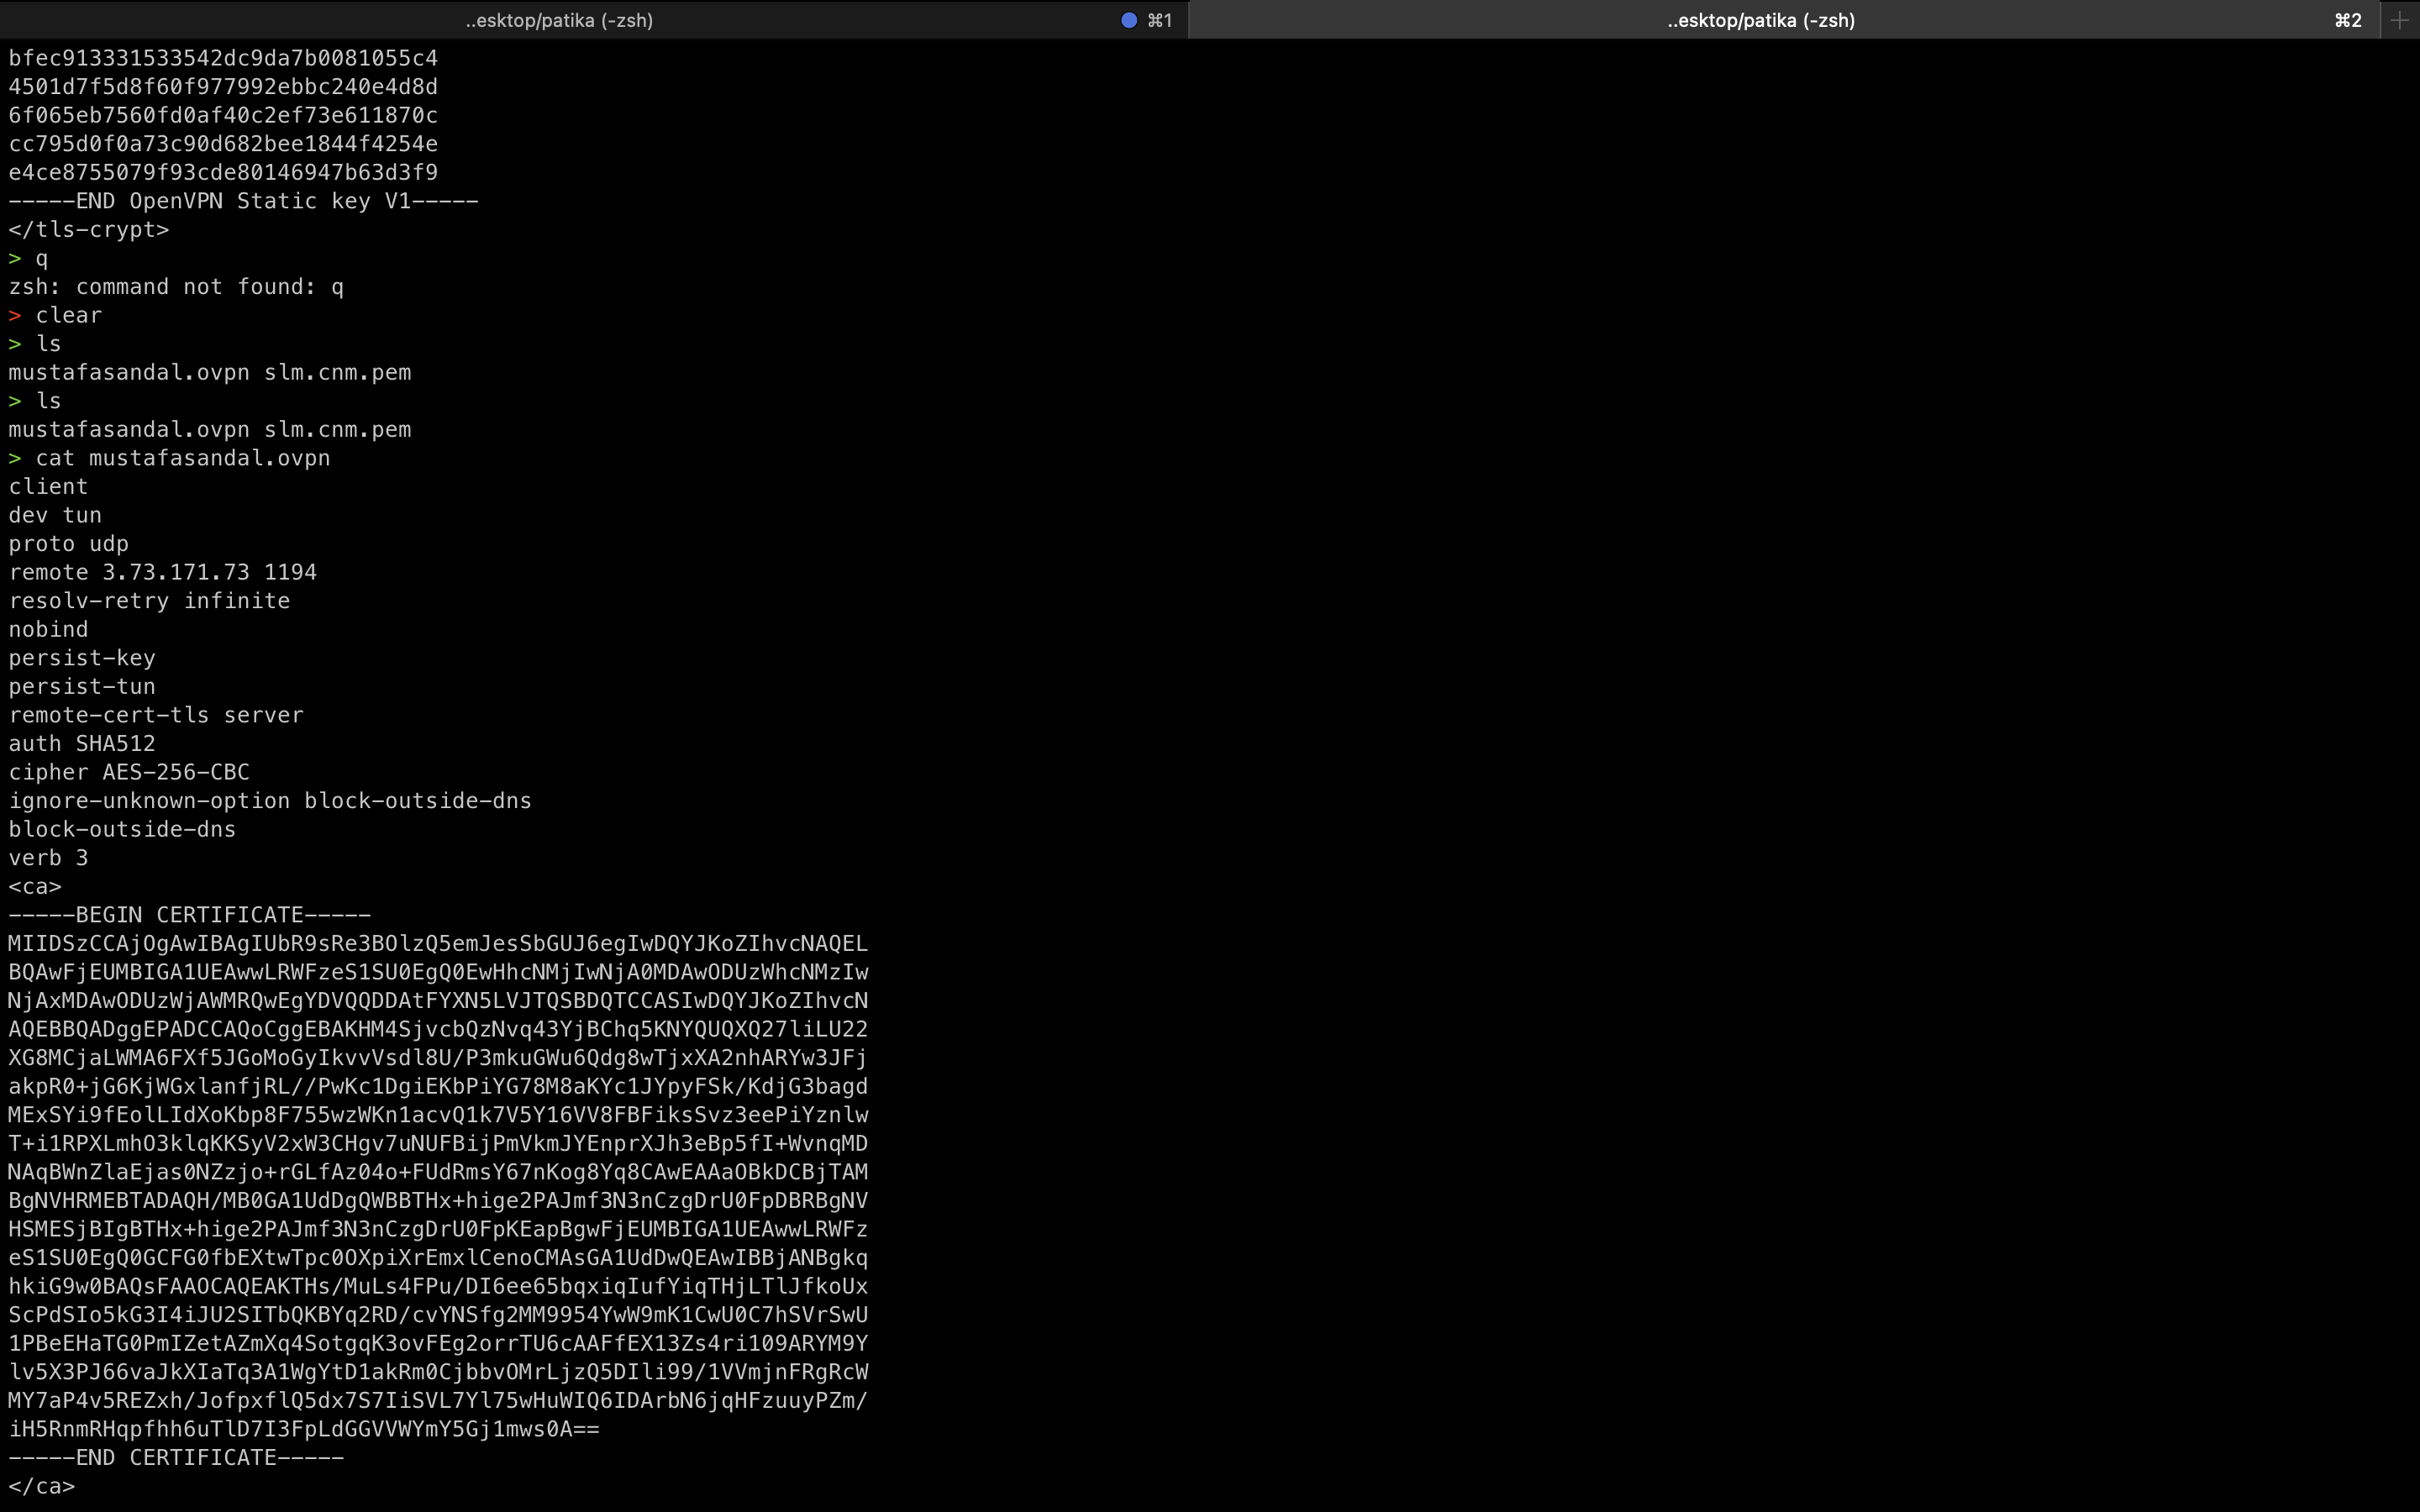 ..esktop/patika (-zsh)
⌘1
..esktop/patika (-zsh)
⌘2
bfec913331533542dc9da7b0081055c4
4501d7f5d8f60f977992ebbc240e4d8d
6f065eb7560fd0af40c2ef73e611870c
cc795d0f0a73c90d682bee1844f4254e
e4ce8755079f93cde80146947b63d3f9
-----END OpenVPN Static key V1-----
</tls-crypt>
> q
zsh: command not found: q
> clear
> ls
mustafasandal.ovpn slm.cnm.pem
> ls
mustafasandal.ovpn slm.cnm.pem
> cat mustafasandal.ovpn
client
dev tun
proto udp
remote 3.73.171.73 1194
resolv-retry infinite
nobind
persist-key
persist-tun
remote-cert-tls server
auth SHA512
cipher AES-256-CBC
ignore-unknown-option block-outside-dns
block-outside-dns
verb 3
<ca>
-----BEGIN CERTIFICATE-----
MIIDSzCCAjOgAwIBAgIUbR9sRe3BOlzQ5emJesSbGUJ6egIwDQYJKoZIhvcNAQEL
BQAwFjEUMBIGA1UEAwwLRWFzeS1SU0EgQ0EwHhcNMjIwNjA0MDAwODUzWhcNMzIw
NjAxMDAwODUzWjAWMRQwEgYDVQQDDAtFYXN5LVJTQSBDQTCCASIwDQYJKoZIhvcN
AQEBBQADggEPADCCAQoCggEBAKHM4SjvcbQzNvq43YjBChq5KNYQUQXQ27liLU22
XG8MCjaLWMA6FXf5JGoMoGyIkvvVsdl8U/P3mkuGWu6Qdg8wTjxXA2nhARYw3JFj
akpR0+jG6KjWGxlanfjRL//PwKc1DgiEKbPiYG78M8aKYc1JYpyFSk/KdjG3bagd
MExSYi9fEolLIdXoKbp8F755wzWKn1acvQ1k7V5Y16VV8FBFiksSvz3eePiYznlw
T+i1RPXLmhO3klqKKSyV2xW3CHgv7uNUFBijPmVkmJYEnprXJh3eBp5fI+WvnqMD
NAqBWnZlaEjas0NZzjo+rGLfAz04o+FUdRmsY67nKog8Yq8CAwEAAaOBkDCBjTAM
BgNVHRMEBTADAQH/MB0GA1UdDgQWBBTHx+hige2PAJmf3N3nCzgDrU0FpDBRBgNV
HSMESjBIgBTHx+hige2PAJmf3N3nCzgDrU0FpKEapBgwFjEUMBIGA1UEAwwLRWFz
eS1SU0EgQ0GCFG0fbEXtwTpc0OXpiXrEmxlCenoCMAsGA1UdDwQEAwIBBjANBgkq
hkiG9w0BAQsFAAOCAQEAKTHs/MuLs4FPu/DI6ee65bqxiqIufYiqTHjLTlJfkoUx
ScPdSIo5kG3I4iJU2SITbQKBYq2RD/cvYNSfg2MM9954YwW9mK1CwU0C7hSVrSwU
1PBeEHaTG0PmIZetAZmXq4SotgqK3ovFEg2orrTU6cAAFfEX13Zs4ri109ARYM9Y
lv5X3PJ66vaJkXIaTq3A1WgYtD1akRm0CjbbvOMrLjzQ5DIli99/1VVmjnFRgRcW
MY7aP4v5REZxh/JofpxflQ5dx7S7IiSVL7Yl75wHuWIQ6IDArbN6jqHFzuuyPZm/
iH5RnmRHqpfhh6uTlD7I3FpLdGGVVWYmY5Gj1mws0A==
-----END CERTIFICATE-----
</ca>